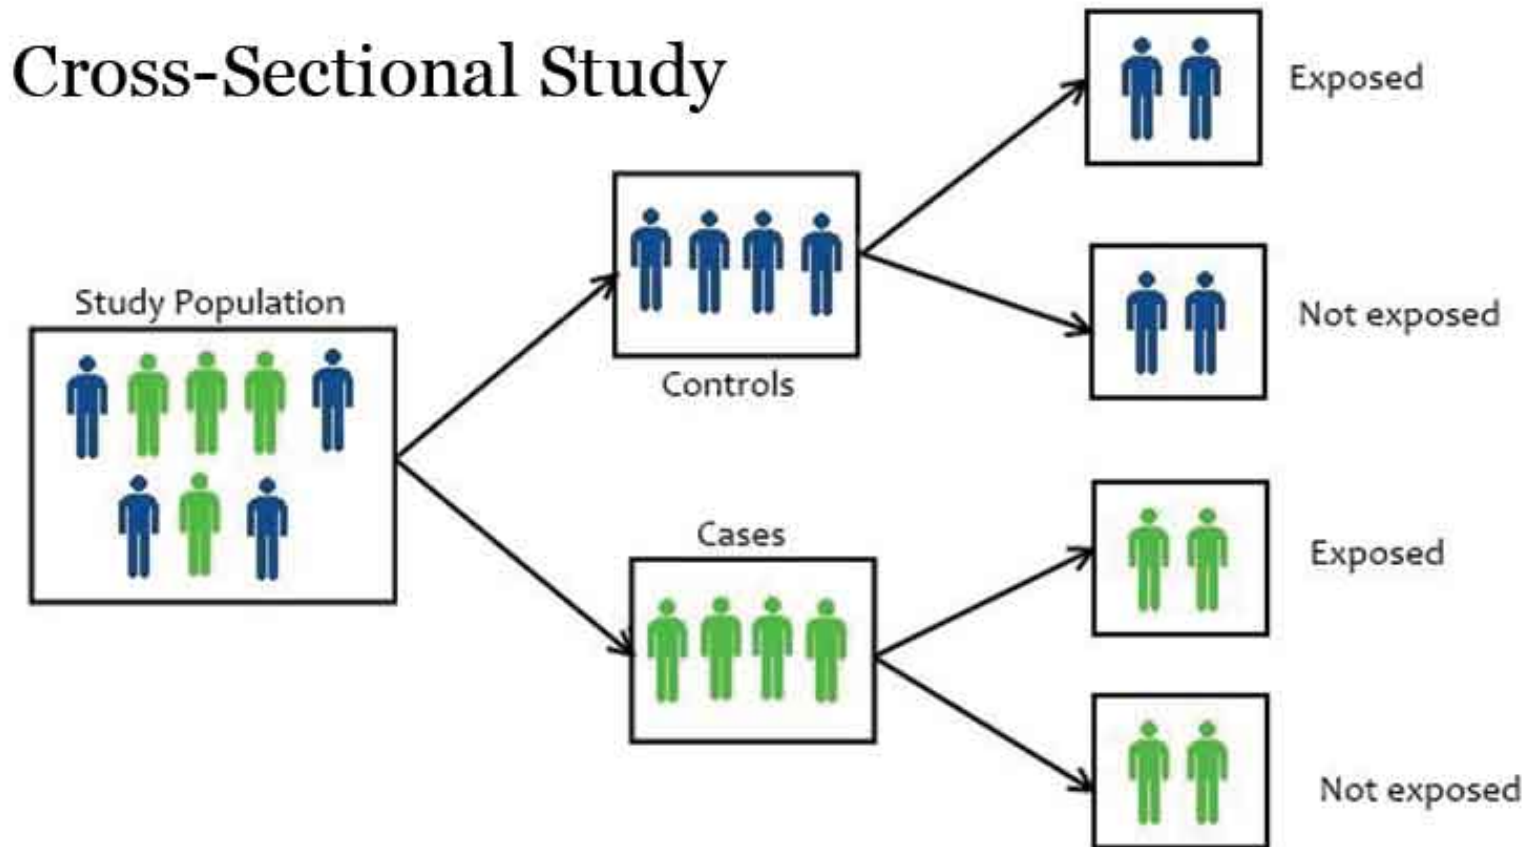 Cross-Sectional Study
Exposed
Not exposed
Study Population
Controls
Cases
Exposed
Not exposed